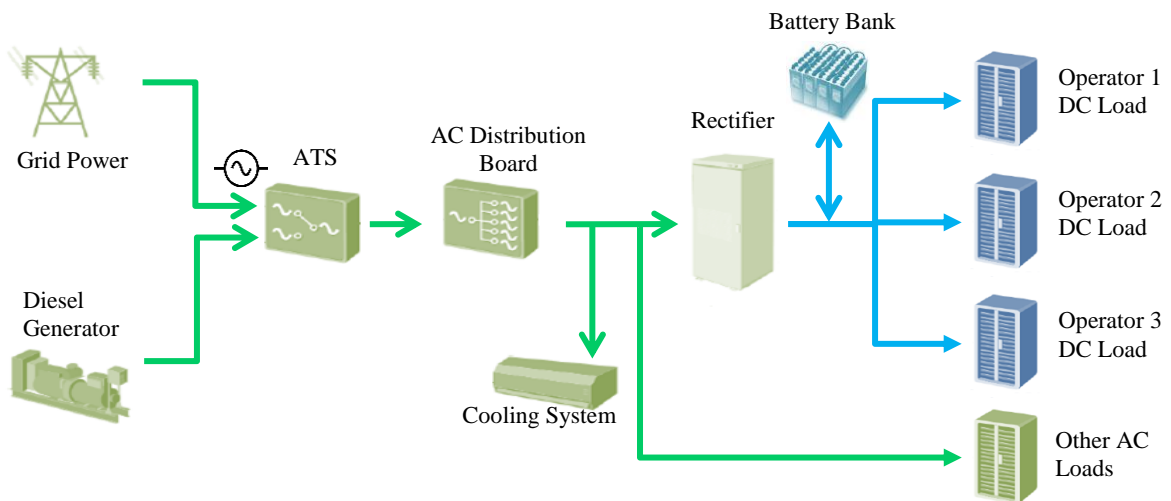 Battery Bank
Operator 1
DC Load
Rectifier
AC Distribution
Board
ATS
Grid Power
Operator 2
DC Load
Diesel
Generator
Operator 3
DC Load
Cooling System
Other AC
Loads